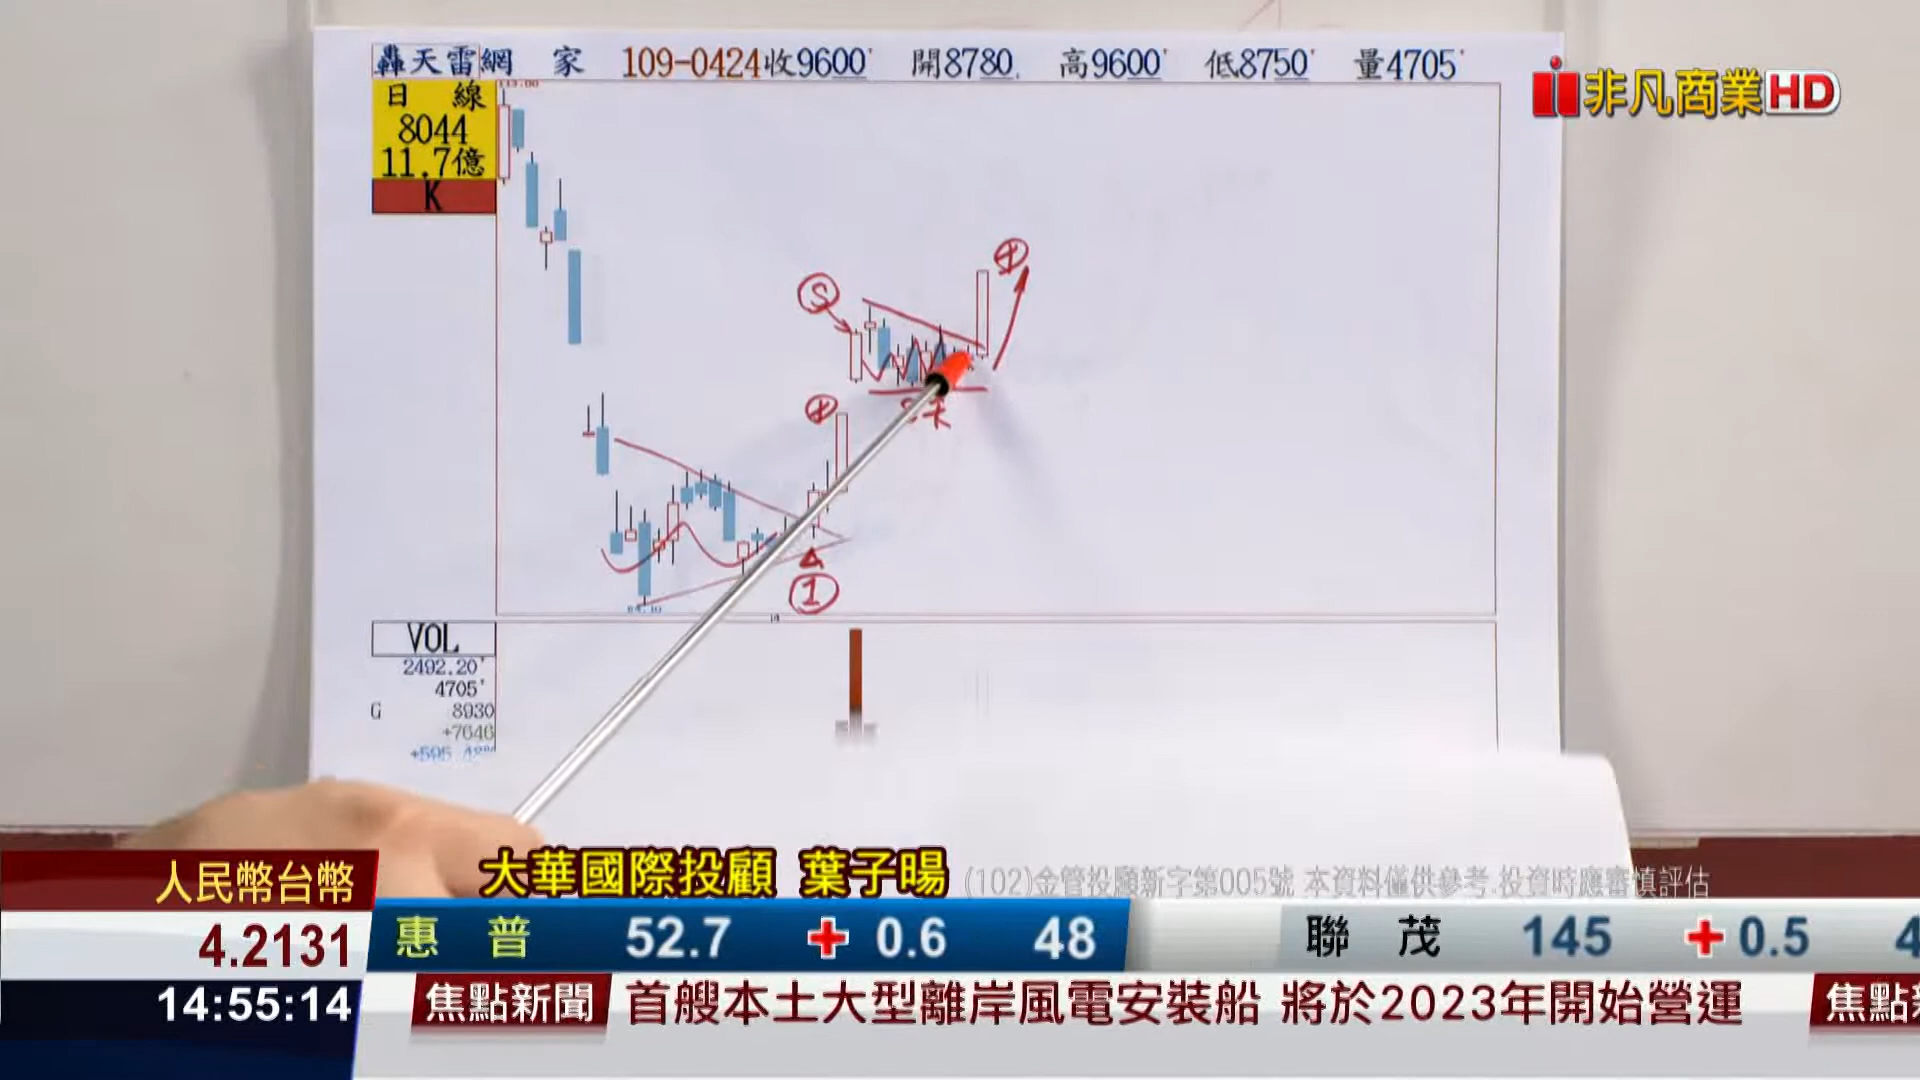 轟天雷網 家 109-0424收9600' 開8780. 高9600' 低8750' 量4705'
非凡商業HD
日 線
8044
11.7億
K
S
8天
1
VOL
2492.20'
4705'
G 8930
+7646
大華國際投顧 葉子暘
(102)金管投顧新字第005號 本資料僅供參考.投資時應審慎評估
人民幣台幣
4.2131
惠 普 52.7 + 0.6 48
聯 茂 145 + 0.5 4
14:55:14
焦點新聞 首艘本土大型離岸風電安裝船 將於2023年開始營運
焦點